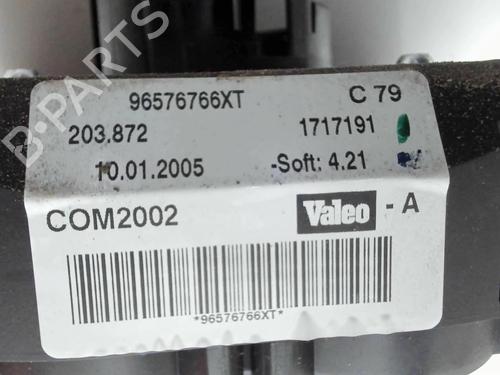 96576766XT C 79
203.872 1717191
10.01.2005 -Soft: 4.21
COM2002 Valeo - A
*96576766XT*
B-PARTS